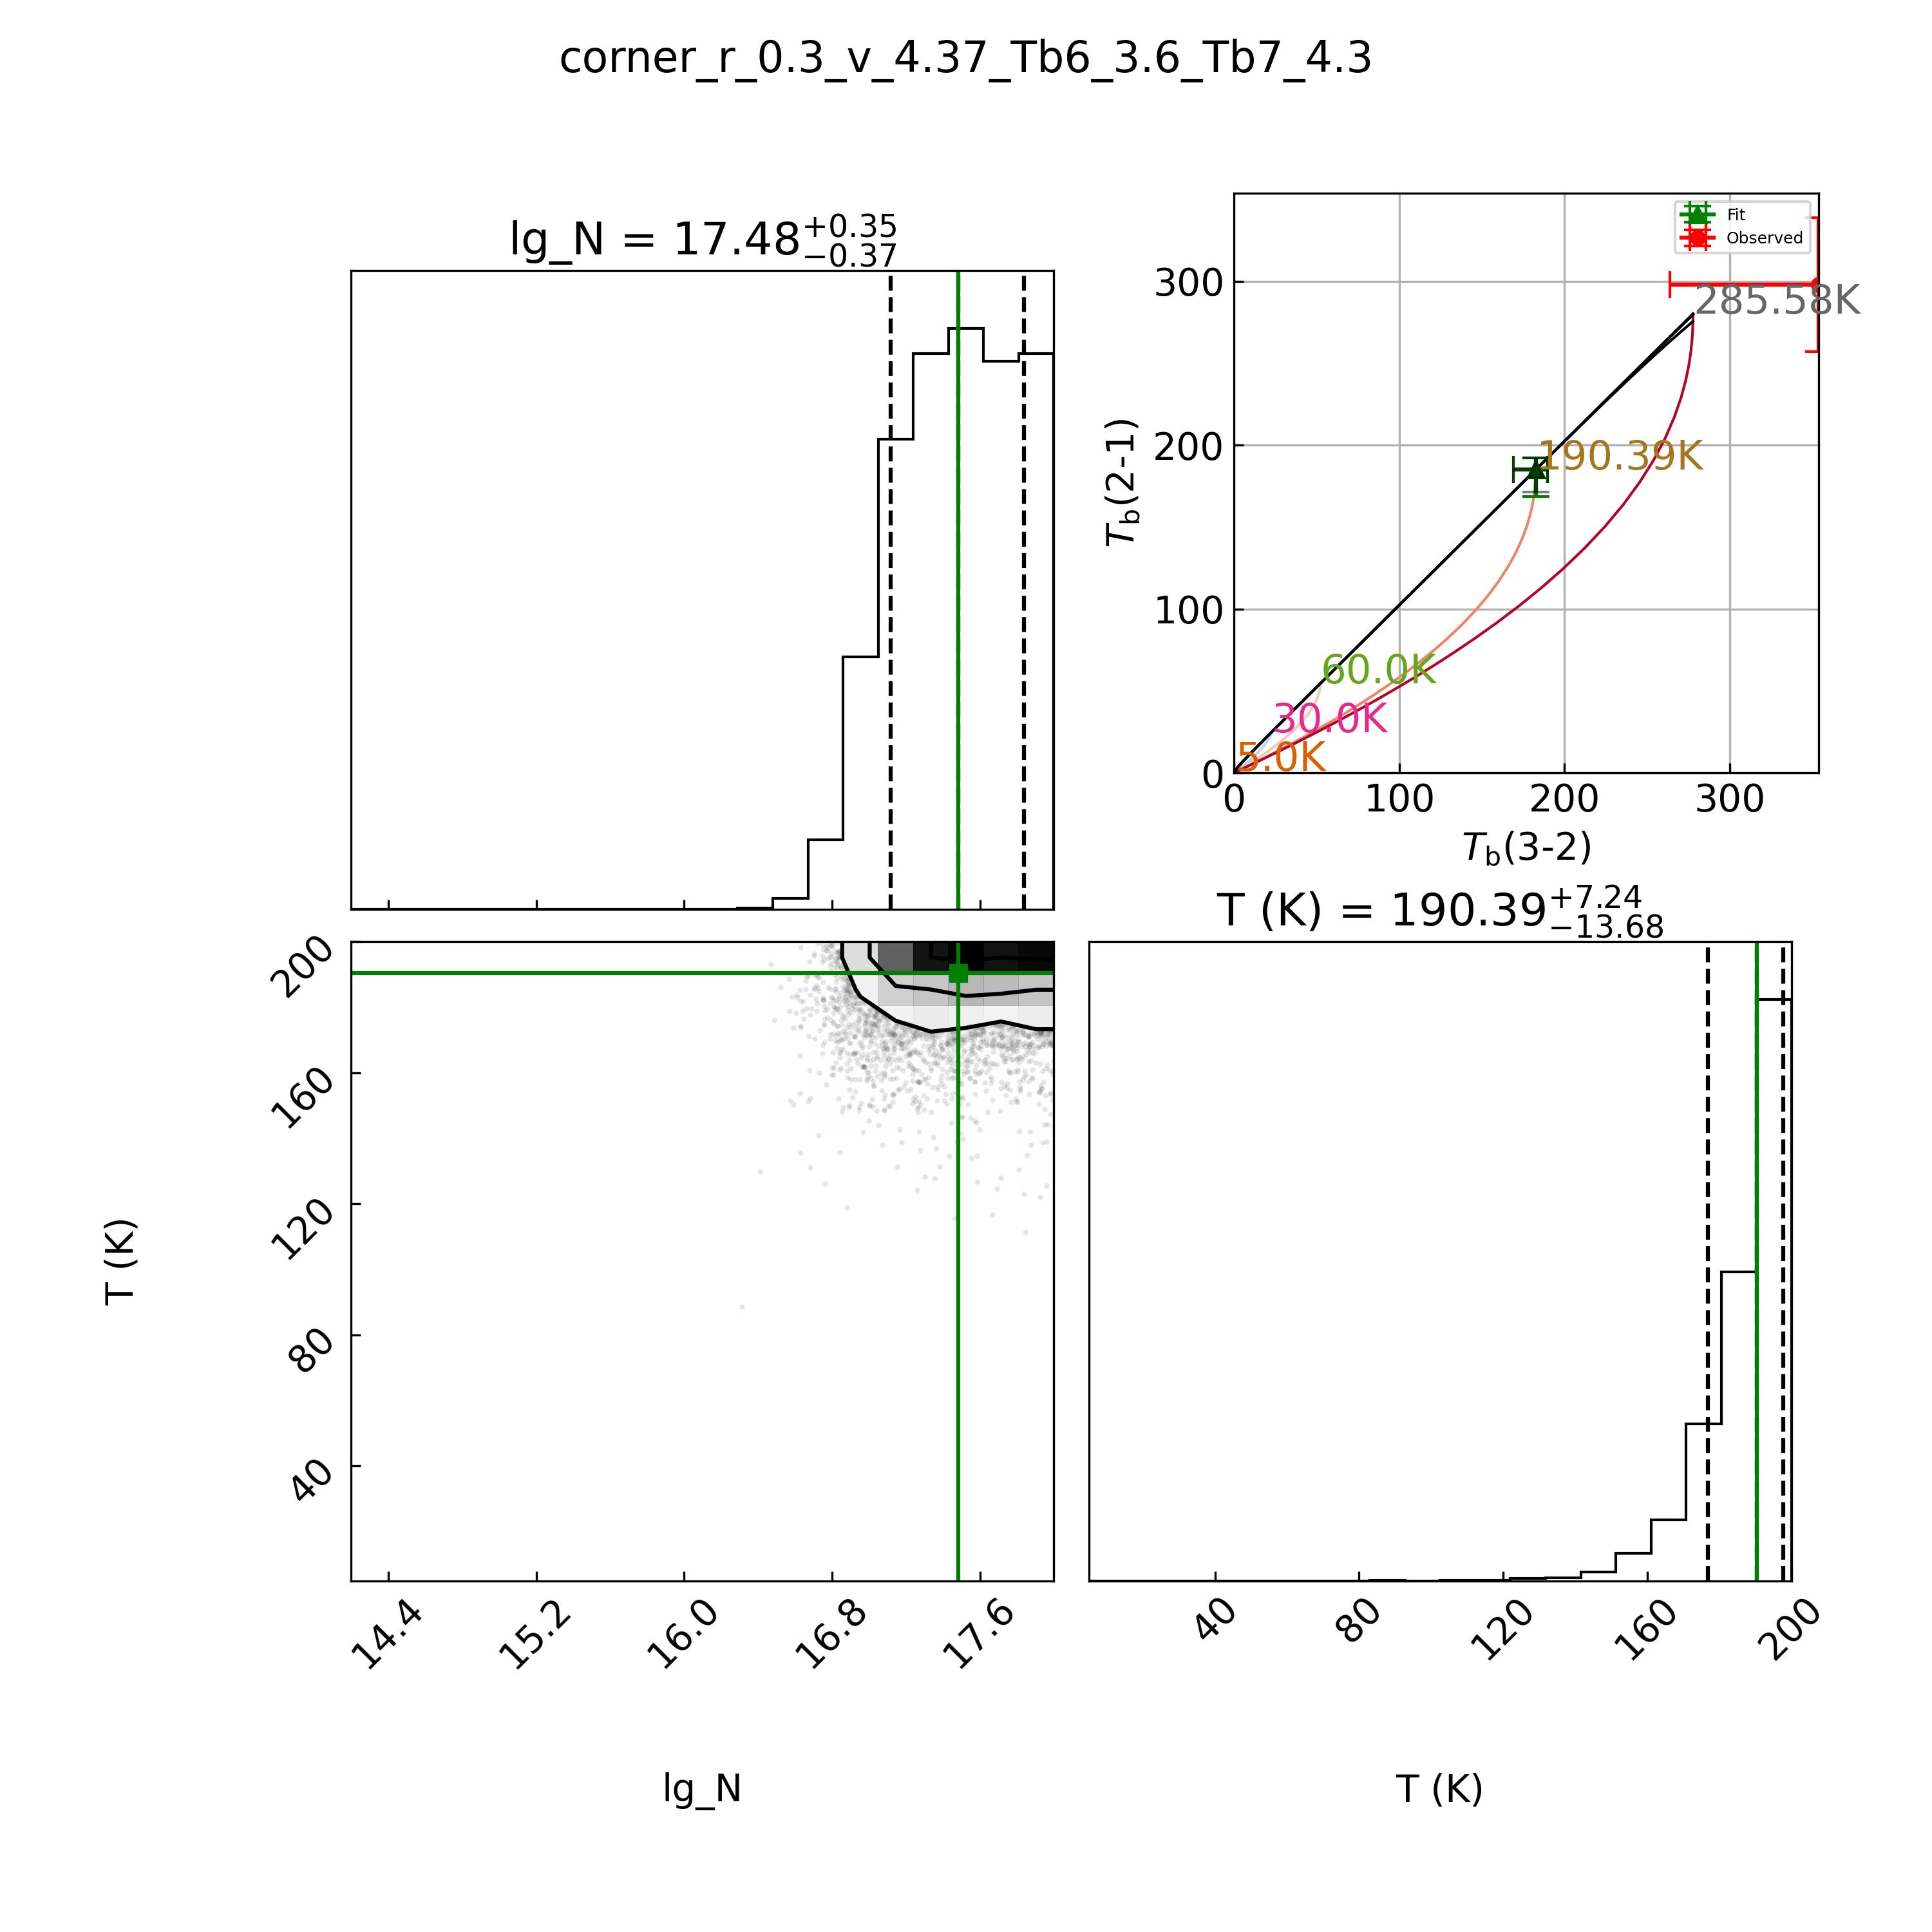 corner_r_0.3_v_4.37_Tb6_3.6_Tb7_4.3
lg_N = 17.48+0.35 −0.37
Fit
Observed
300
200
100
0
T_b(2-1)
285.58K
190.39K
60.0K
30.0K
5.0K
0 100 200 300
T_b(3-2)
T (K) = 190.39+7.24 −13.68
200
160
120
80
40
T (K)
14.4 15.2 16.0 16.8 17.6
lg_N
40 80 120 160 200
T (K)